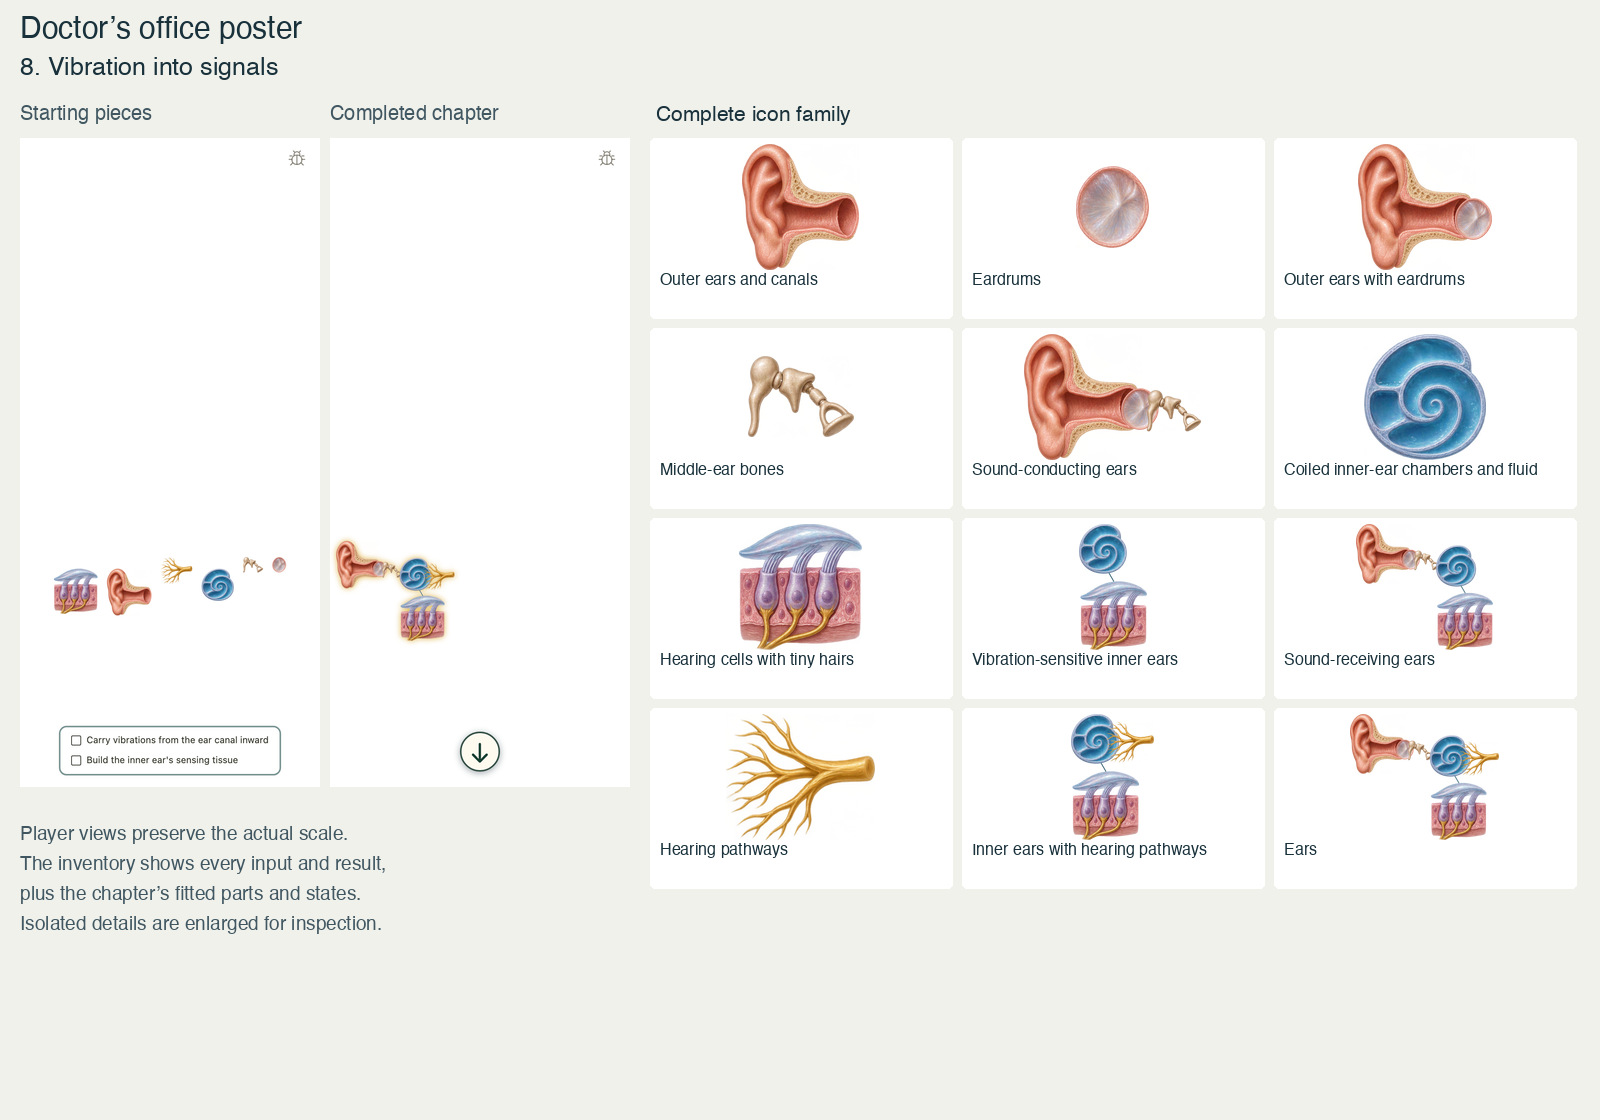 Doctor’s office poster
8. Vibration into signals
Starting pieces
Completed chapter
Complete icon family
Outer ears and canals
Eardrums
Outer ears with eardrums
Middle-ear bones
Sound-conducting ears
Coiled inner-ear chambers and fluid
Hearing cells with tiny hairs
Vibration-sensitive inner ears
Sound-receiving ears
Hearing pathways
Inner ears with hearing pathways
Ears
Carry vibrations from the ear canal inward
Build the inner ear's sensing tissue
Player views preserve the actual scale.
The inventory shows every input and result,
plus the chapter’s fitted parts and states.
Isolated details are enlarged for inspection.